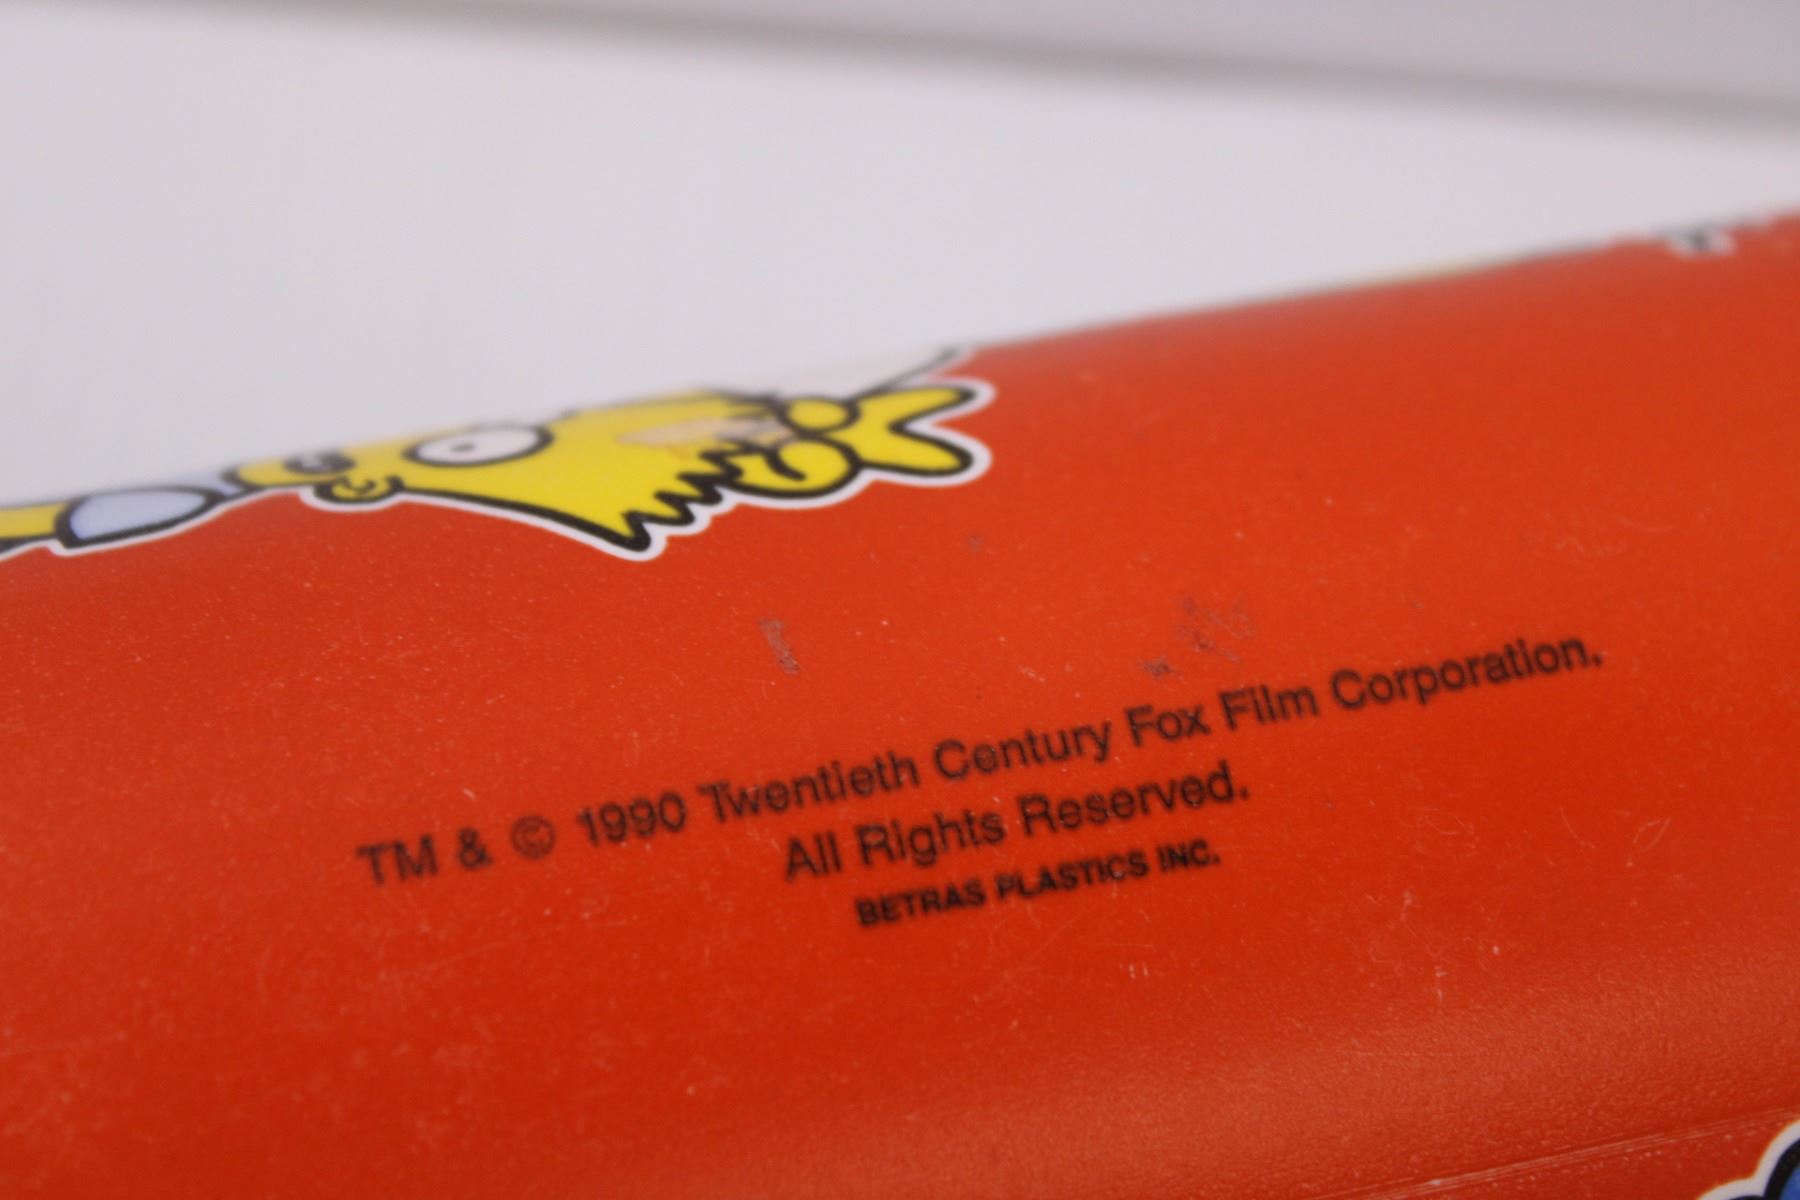 TM & © 1990 Twentieth Century Fox Film Corporation.
All Rights Reserved.
BETRAS PLASTICS INC.